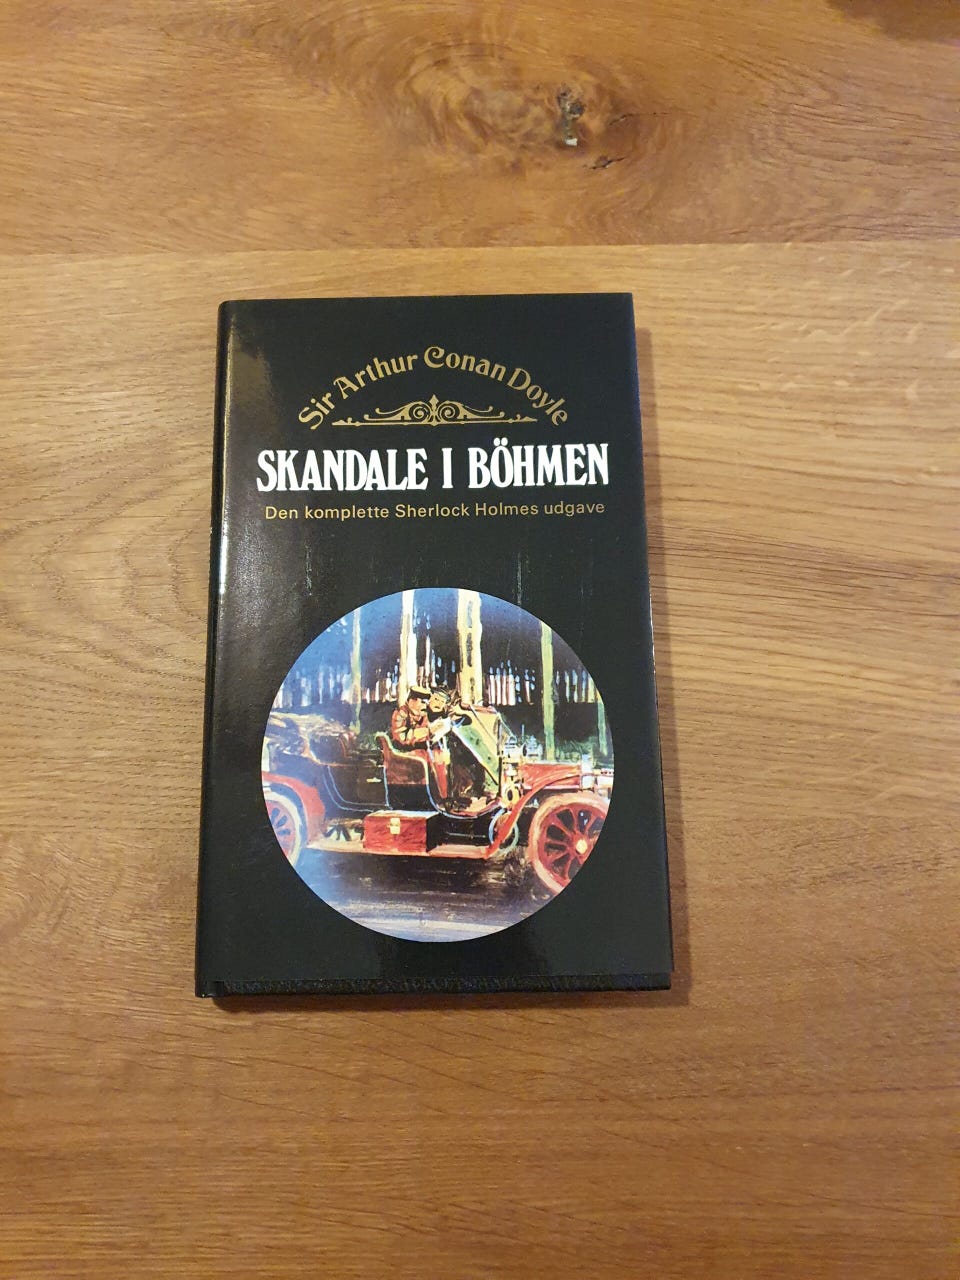 Sir Arthur Conan Doyle
SKANDALE I BÖHMEN
Den komplette Sherlock Holmes udgave